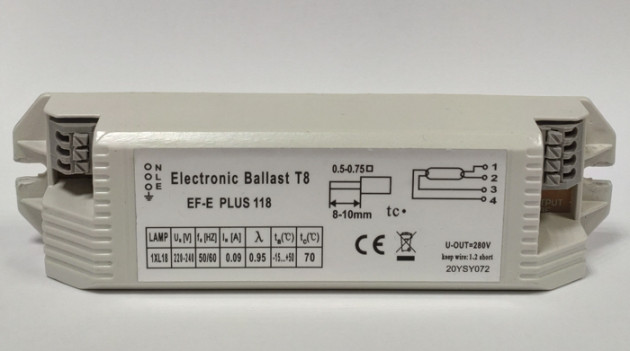 N
L
E
Electronic Ballast T8
EF-E PLUS 118
0.5-0.75
8-10mm
tc
1
2
3
4
LAMP Uₙ [V] fₙ [HZ] Iₙ [A] λ tₐ(℃) t꜀(℃)
1XL18 220-240 50/60 0.09 0.95 -15...+50 70
CE
U-OUT=280V
keep wire: 1.2 short
20YSY072